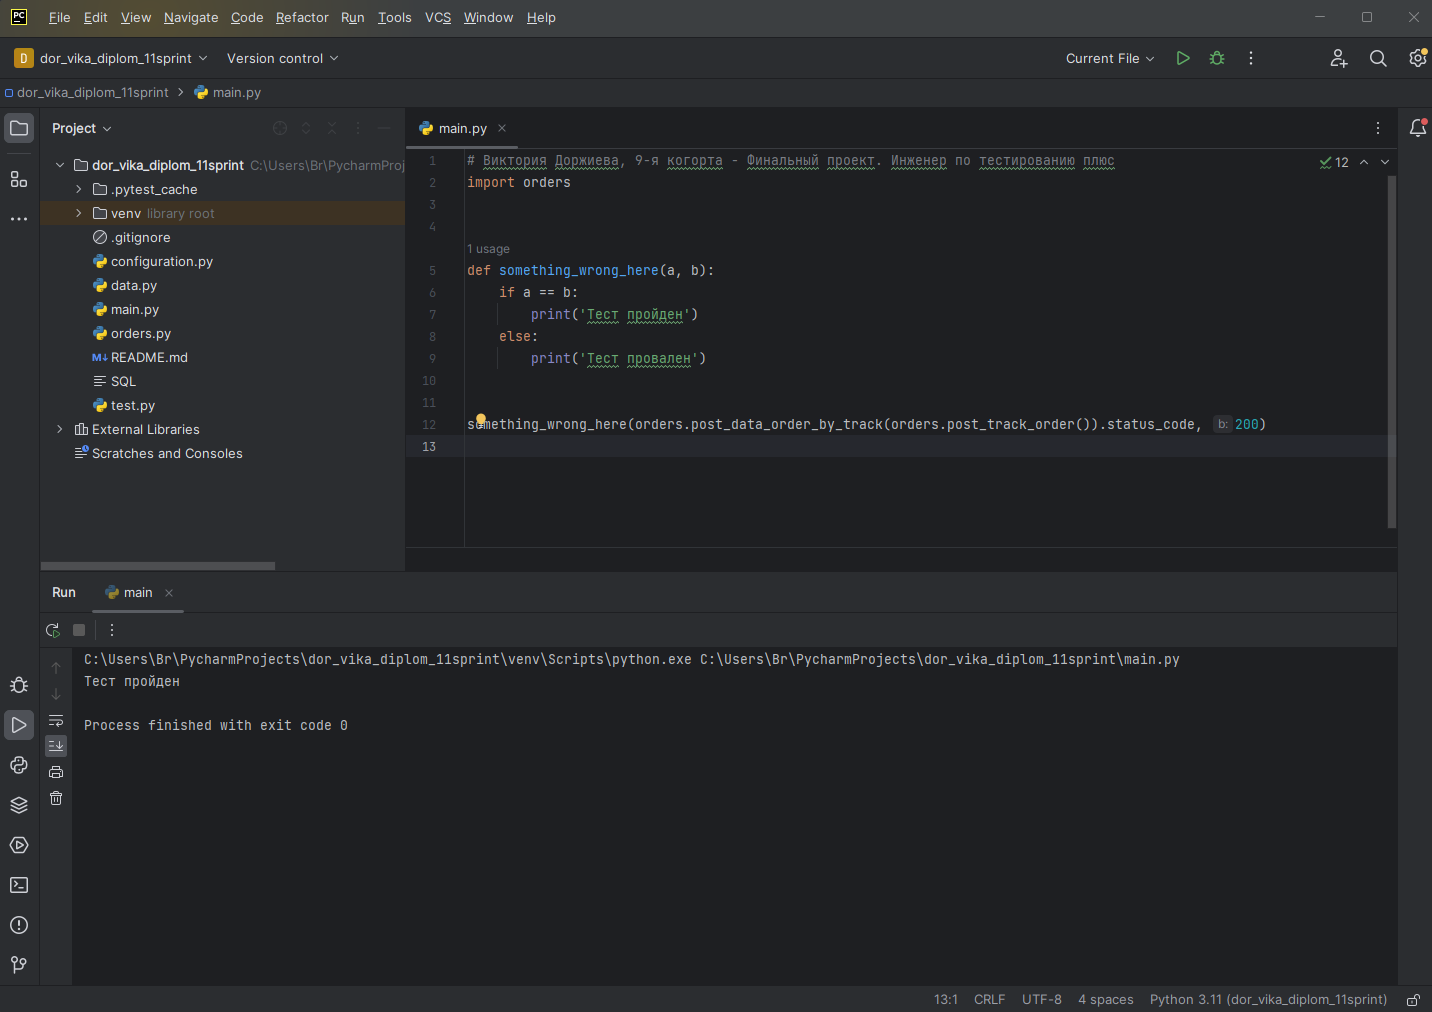 PC File Edit View Navigate Code Refactor Run Tools VCS Window Help
D dor_vika_diplom_11sprint Version control Current File
dor_vika_diplom_11sprint main.py
Project
dor_vika_diplom_11sprint C:\Users\Br\PycharmProj
.pytest_cache
venv library root
.gitignore
configuration.py
data.py
main.py
orders.py
M↓ README.md
SQL
test.py
External Libraries
Scratches and Consoles
main.py
12
1 # Виктория Доржиева, 9-я когорта - Финальный проект. Инженер по тестированию плюс
2 import orders
3
4
1 usage
5 def something_wrong_here(a, b):
6 if a == b:
7 print('Тест пройден')
8 else:
9 print('Тест провален')
10
11
12 something_wrong_here(orders.post_data_order_by_track(orders.post_track_order()).status_code, b: 200)
13
Run main
C:\Users\Br\PycharmProjects\dor_vika_diplom_11sprint\venv\Scripts\python.exe C:\Users\Br\PycharmProjects\dor_vika_diplom_11sprint\main.py
Тест пройден
Process finished with exit code 0
13:1 CRLF UTF-8 4 spaces Python 3.11 (dor_vika_diplom_11sprint)